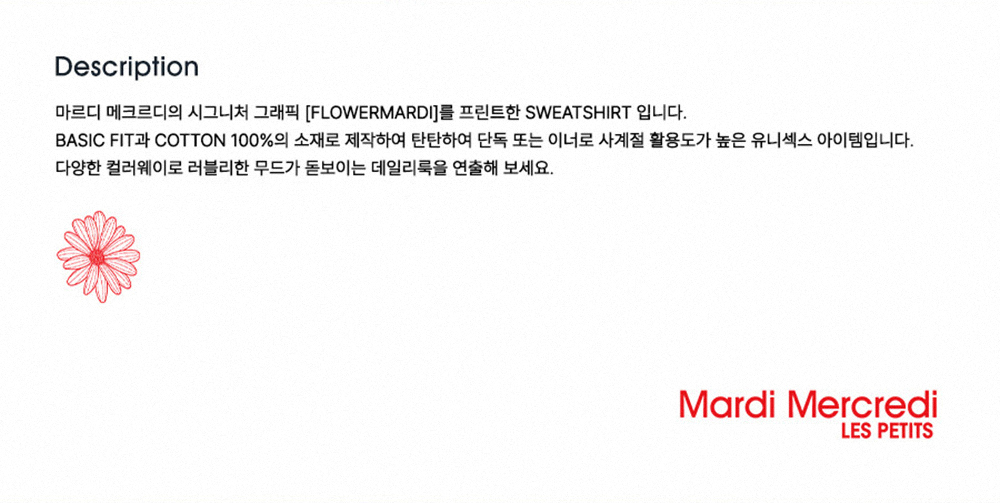 Description
마르디 메크르디의 시그니처 그래픽 [FLOWERMARDI]를 프린트한 SWEATSHIRT 입니다.
BASIC FIT과 COTTON 100%의 소재로 제작하여 탄탄하여 단독 또는 이너로 사계절 활용도가 높은 유니섹스 아이템입니다.
다양한 컬러웨이로 러블리한 무드가 돋보이는 데일리룩을 연출해 보세요.
Mardi Mercredi
LES PETITS